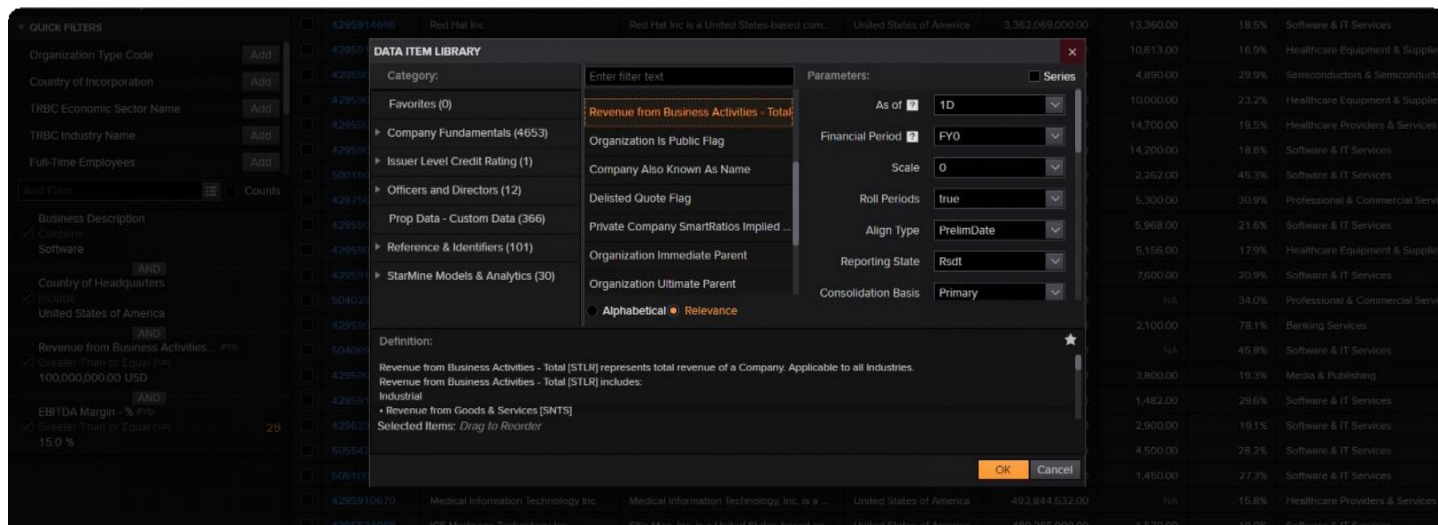 4295914696 Red Hat Inc Red Hat Inc is a United States-based com... United States of America 3,362,069,000.00 13,360.00 18.5% Software & IT Services
QUICK FILTERS
Organization Type Code Add
Country of Incorporation Add
TRBC Economic Sector Name Add
TRBC Industry Name Add
Full-Time Employees Add
Add Filter Counts
Business Description
Contains
Software
AND
Country of Headquarters
Include
United States of America
AND
Revenue from Business Activities... FY0
Greater Than or Equal (>=)
100,000,000.00 USD
AND
EBITDA Margin - % FY0
Greater Than or Equal (>=) 29
15.0 %
DATA ITEM LIBRARY
Category:
Favorites (0)
Company Fundamentals (4653)
Issuer Level Credit Rating (1)
Officers and Directors (12)
Prop Data - Custom Data (366)
Reference & Identifiers (101)
StarMine Models & Analytics (30)
Enter filter text
Revenue from Business Activities - Total
Organization Is Public Flag
Company Also Known As Name
Delisted Quote Flag
Private Company SmartRatios Implied ...
Organization Immediate Parent
Organization Ultimate Parent
Alphabetical Relevance
Parameters: Series
As of ? 1D
Financial Period ? FY0
Scale 0
Roll Periods true
Align Type PrelimDate
Reporting State Rsdt
Consolidation Basis Primary
Definition:
Revenue from Business Activities - Total [STLR] represents total revenue of a Company. Applicable to all Industries.
Revenue from Business Activities - Total [STLR] includes:
Industrial
• Revenue from Goods & Services [SNTS]
Selected Items: Drag to Reorder
OK Cancel
10,613.00 16.9% Healthcare Equipment & Supplie
4,890.00 29.9% Semiconductors & Semiconduct
10,000.00 23.2% Healthcare Equipment & Supplie
14,700.00 19.5% Healthcare Providers & Services
14,200.00 18.6% Software & IT Services
2,262.00 45.3% Software & IT Services
5,300.00 30.9% Professional & Commercial Serv
5,968.00 21.6% Software & IT Services
5,156.00 17.9% Healthcare Equipment & Supplie
7,600.00 20.9% Software & IT Services
NA 34.0% Professional & Commercial Serv
2,100.00 78.1% Banking Services
NA 45.8% Software & IT Services
3,800.00 19.3% Media & Publishing
1,482.00 29.6% Software & IT Services
2,900.00 19.1% Software & IT Services
4,500.00 28.2% Software & IT Services
1,450.00 27.3% Software & IT Services
4295910670 Medical Information Technology Inc Medical Information Technology, Inc. is a ... United States of America 493,844,632.00 NA 15.8% Healthcare Providers & Services